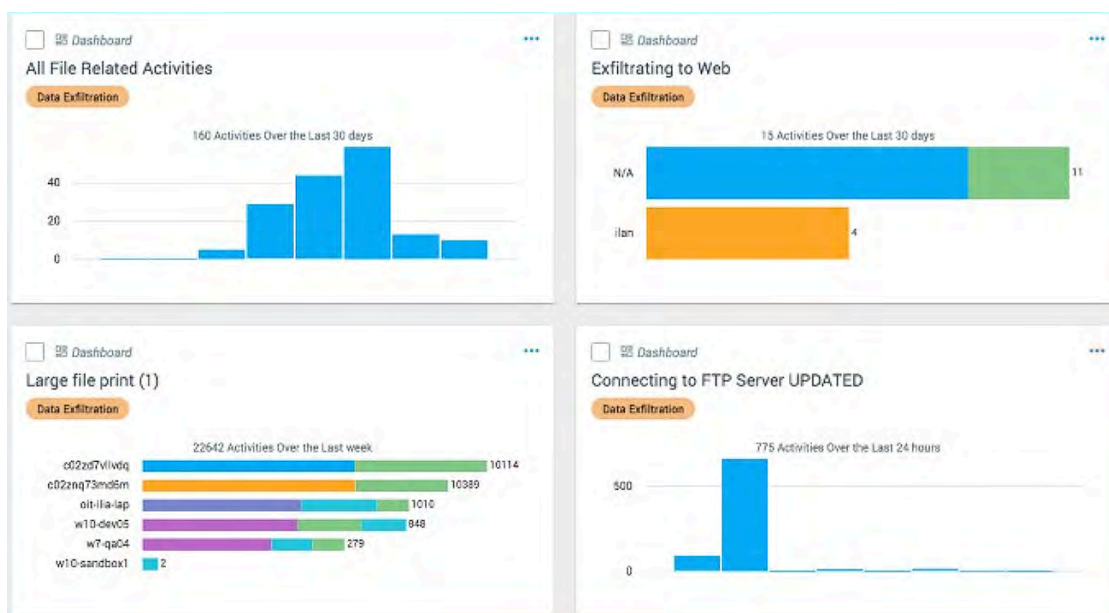 Dashboard
All File Related Activities
Data Exfiltration
160 Activities Over the Last 30 days
40
20
0
Dashboard
Exfiltrating to Web
Data Exfiltration
15 Activities Over the Last 30 days
N/A
11
ilan
4
Dashboard
Large file print (1)
Data Exfiltration
22642 Activities Over the Last week
10114
c02znq73md6m 10389
oit-ilia-lap 1010
w10-dev05 848
w7-qa04 279
w10-sandbox1 2
Dashboard
Connecting to FTP Server UPDATED
Data Exfiltration
775 Activities Over the Last 24 hours
500
0